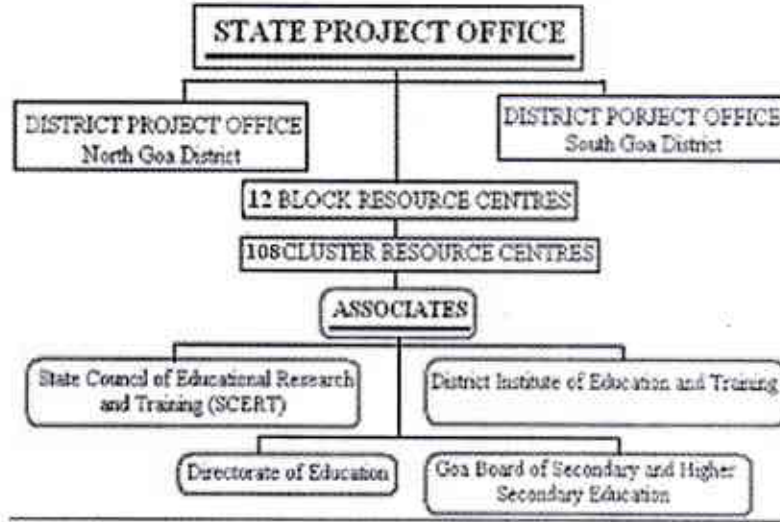 STATE PROJECT OFFICE
DISTRICT PROJECT OFFICE
North Goa District
DISTRICT PORJECT OFFICE
South Goa District
12 BLOCK RESOURCE CENTRES
108 CLUSTER RESOURCE CENTRES
ASSOCIATES
State Council of Educational Research
and Training (SCERT)
District Institute of Education and Training
Directorate of Education
Goa Board of Secondary and Higher
Secondary Education